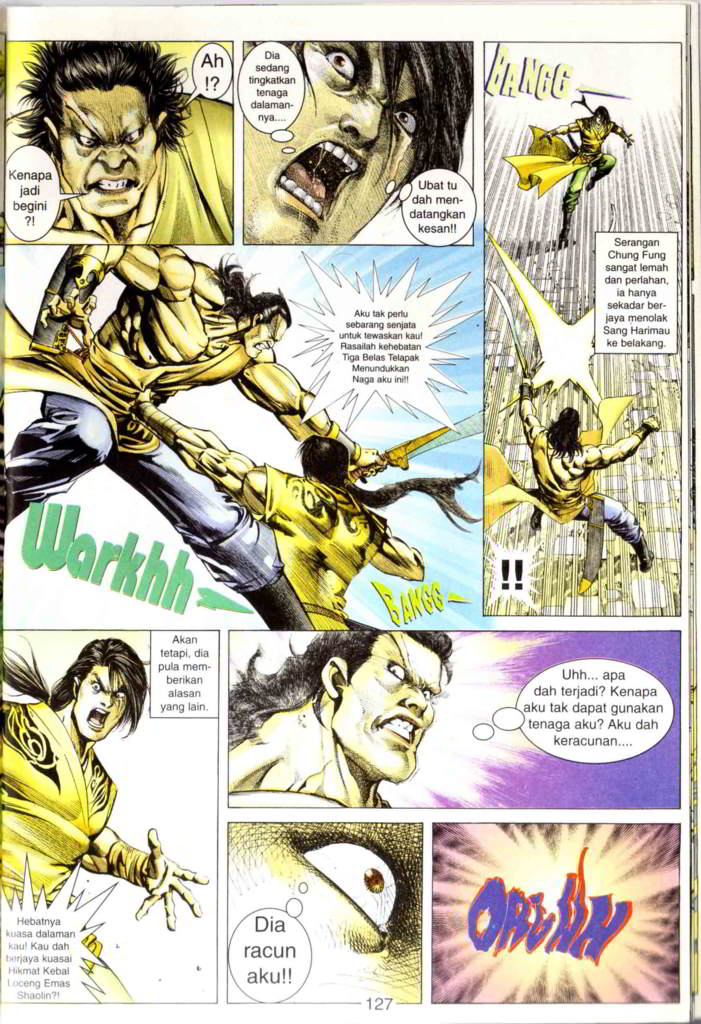 Ah
!?
Kenapa
jadi
begini
?!
Dia
sedang
tingkatkan
tenaga
dalaman-
nya....
Ubat tu
dah men-
datangkan
kesan!!
BANGG
Serangan
Chung Fung
sangat lemah
dan perlahan,
ia hanya
sekadar ber-
jaya menolak
Sang Harimau
ke belakang.
!!
Aku tak perlu
sebarang senjata
untuk tewaskan kau!
Rasailah kehebatan
Tiga Belas Telapak
Menundukkan
Naga aku ini!!
Warkhh
BANGG
Akan
tetapi, dia
pula mem-
berikan
alasan
yang lain.
Hebatnya
kuasa dalaman
kau! Kau dah
berjaya kuasai
Hikmat Kebal
Loceng Emas
Shaolin?!
Uhh... apa
dah terjadi? Kenapa
aku tak dapat gunakan
tenaga aku? Aku dah
keracunan....
Dia
racun
aku!!
127